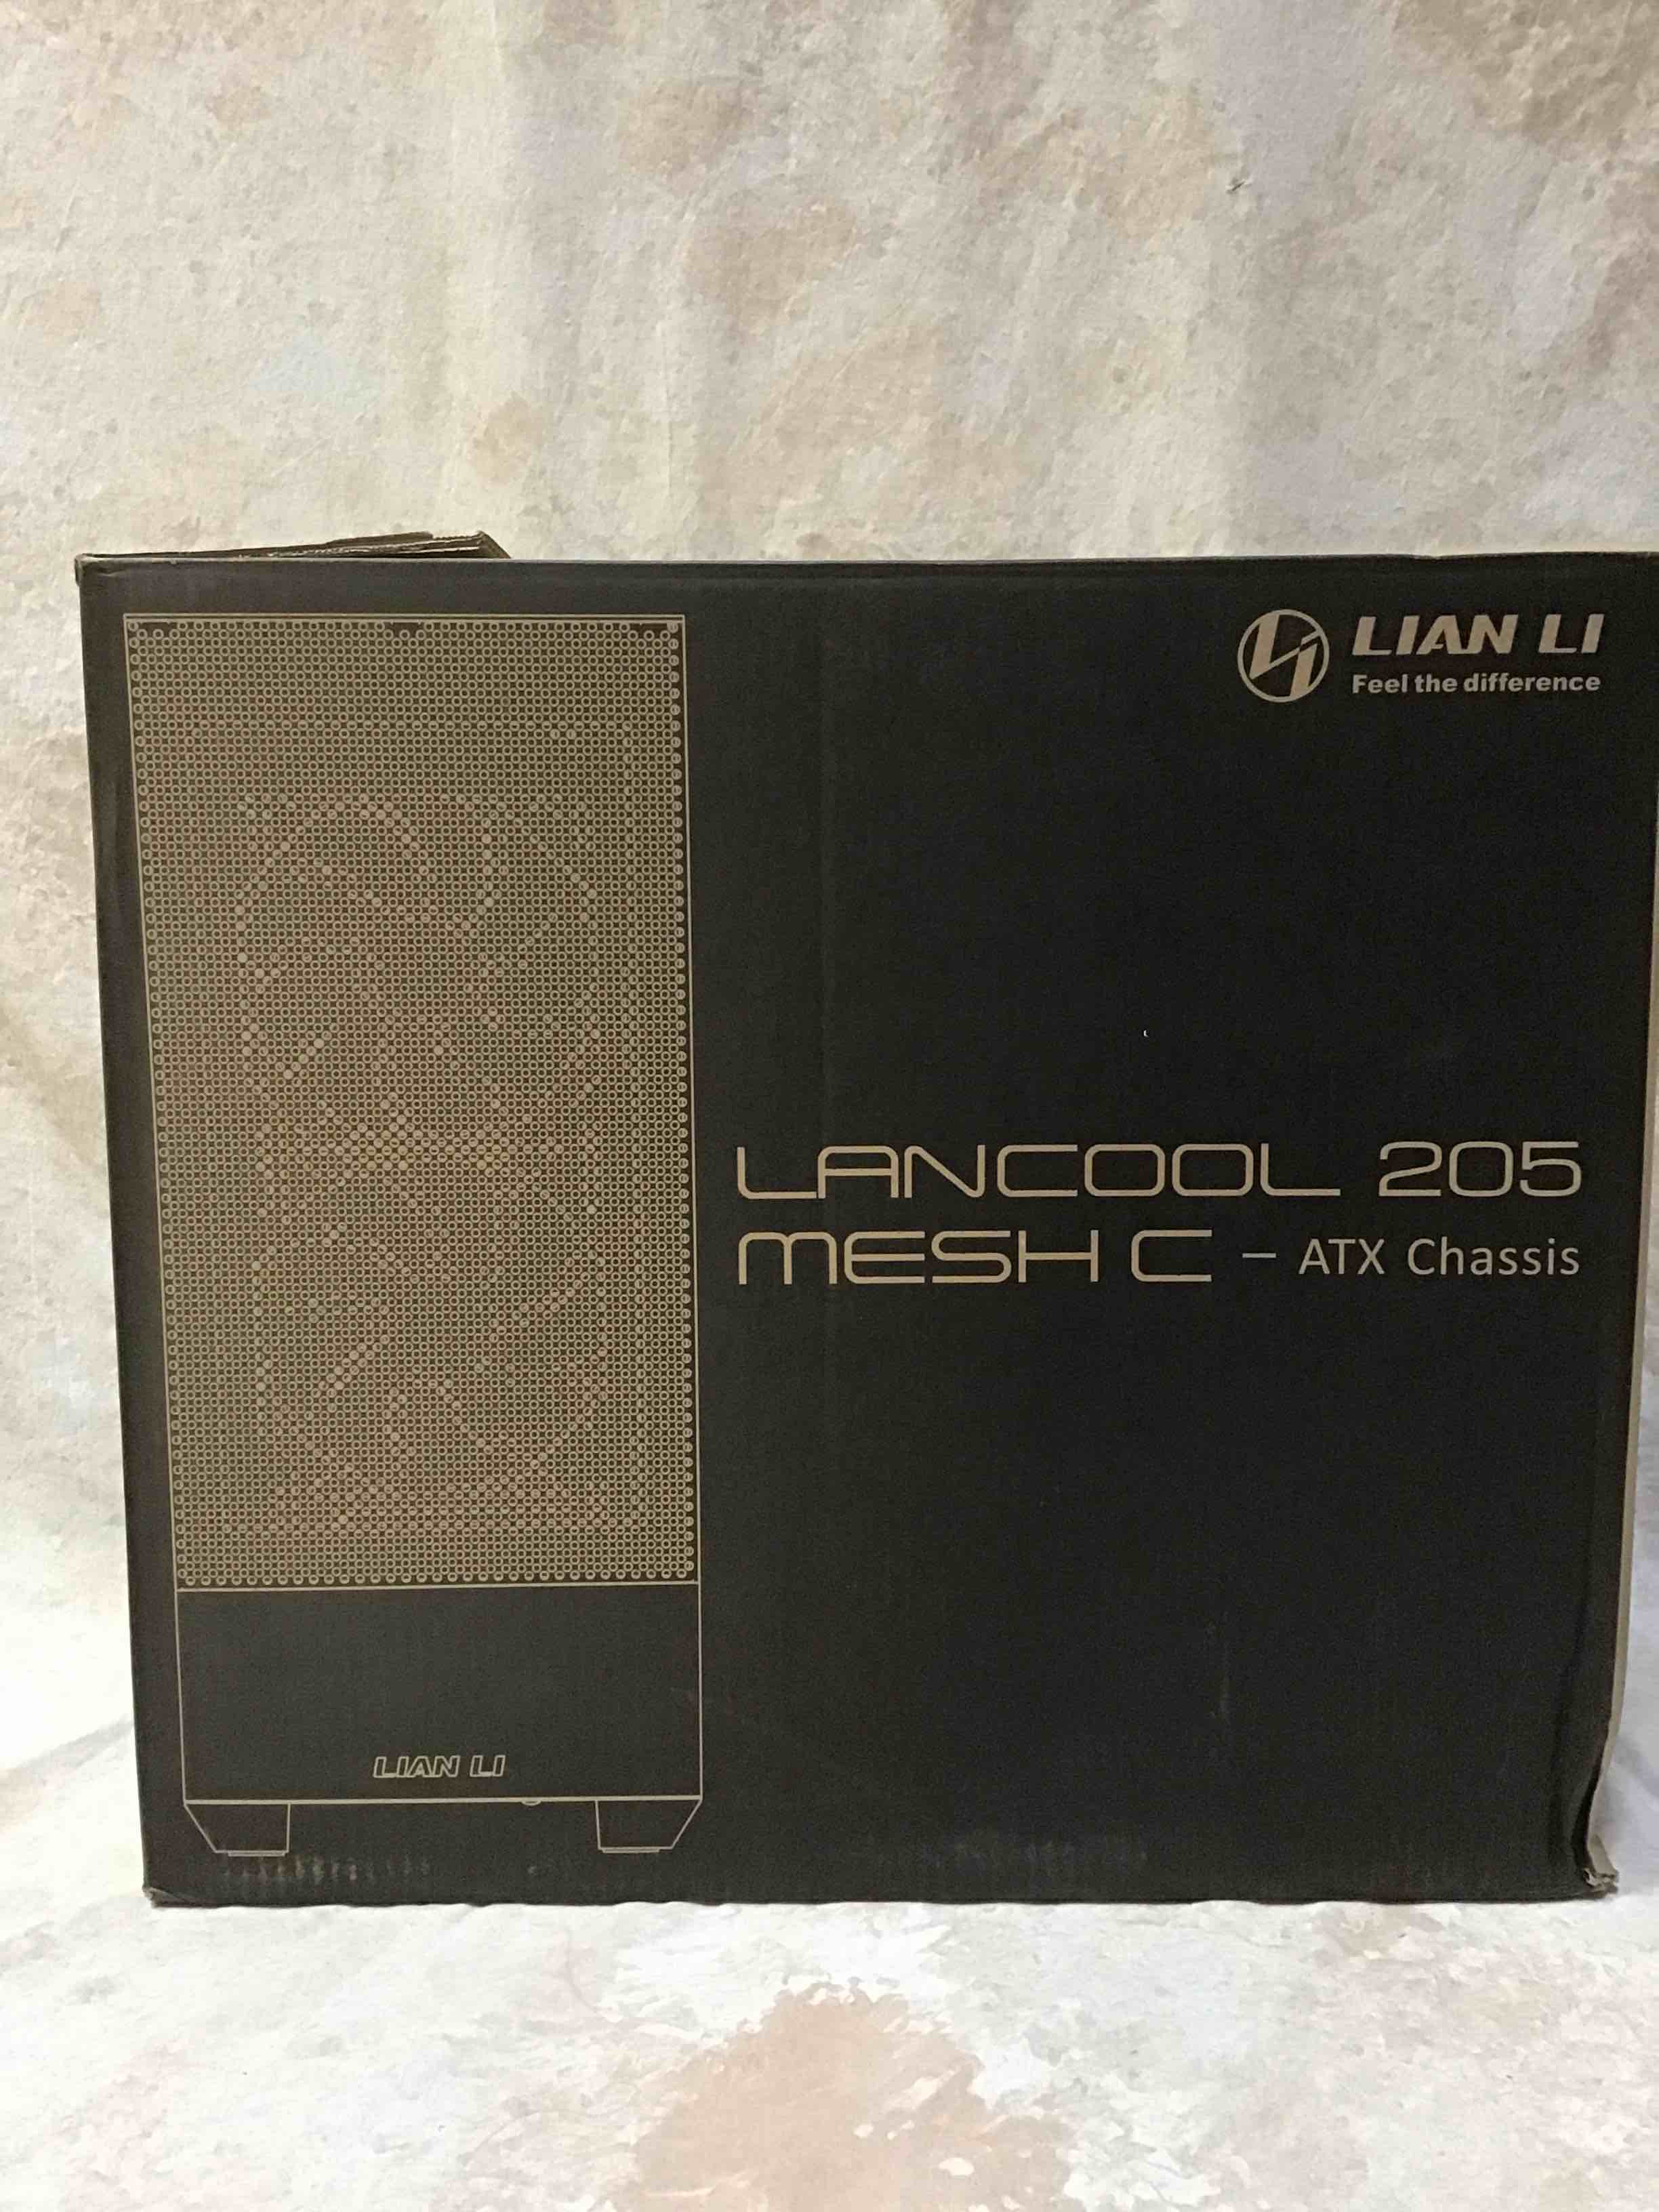 LIAN LI
Feel the difference
LANCOOL 205
MESH C – ATX Chassis
LIAN LI